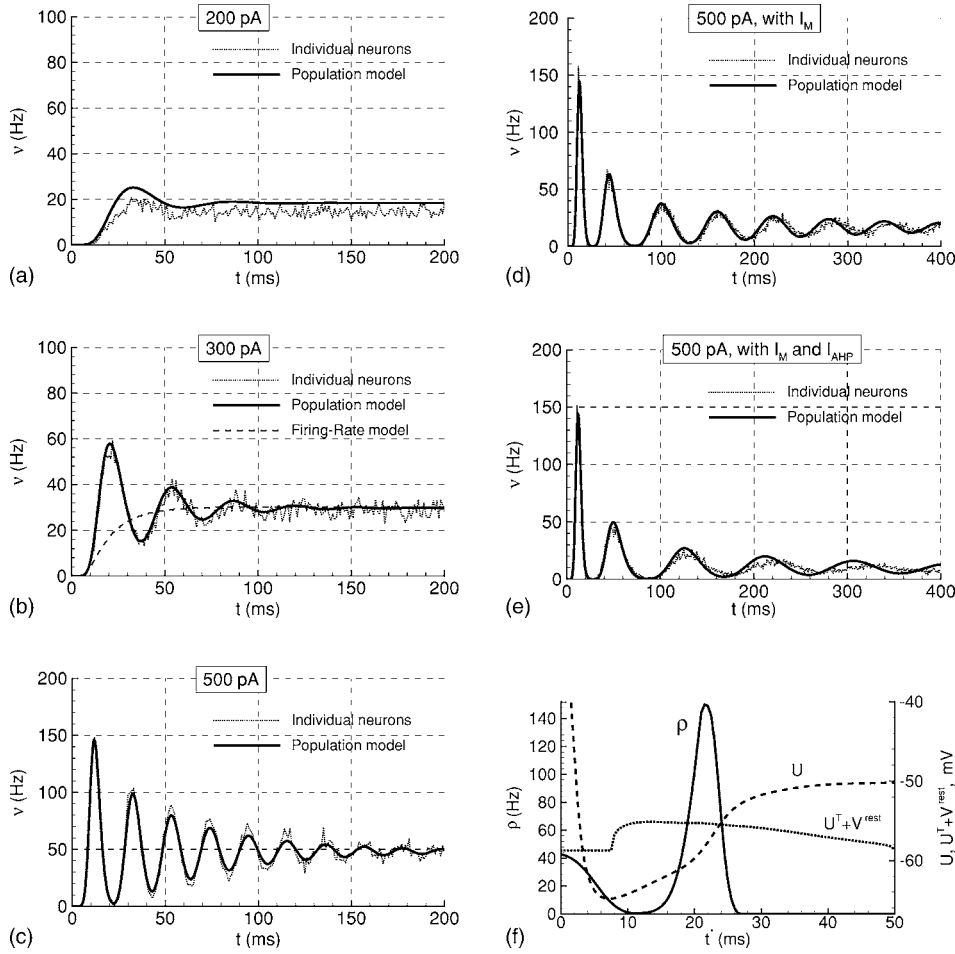 200 pA
Individual neurons
Population model
ν (Hz)
100
80
60
40
20
0
0 50 100 150 200
t (ms)
(a)
300 pA
Individual neurons
Population model
Firing-Rate model
ν (Hz)
100
80
60
40
20
0
0 50 100 150 200
t (ms)
(b)
500 pA
Individual neurons
Population model
ν (Hz)
200
150
100
50
0
0 50 100 150 200
t (ms)
(c)
500 pA, with I_M
Individual neurons
Population model
ν (Hz)
200
150
100
50
0
0 100 200 300 400
t (ms)
(d)
500 pA, with I_M and I_AHP
Individual neurons
Population model
ν (Hz)
200
150
100
50
0
0 100 200 300 400
t (ms)
(e)
ρ
U
U^T+V^rest
ρ (Hz)
140
120
100
80
60
40
20
0
-40
-50
-60
U, U^T+V^rest, mV
0 10 20 30 40 50
t* (ms)
(f)